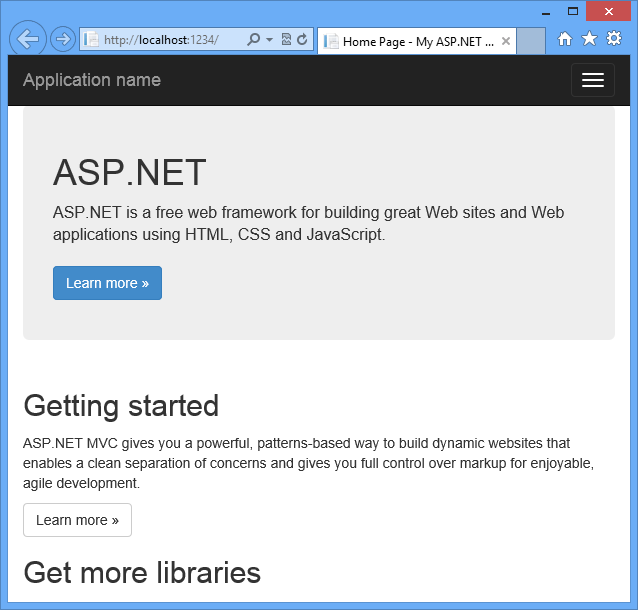 http://localhost:1234/
Home Page - My ASP.NET ...
Application name
ASP.NET
ASP.NET is a free web framework for building great Web sites and Web
applications using HTML, CSS and JavaScript.
Learn more »
Getting started
ASP.NET MVC gives you a powerful, patterns-based way to build dynamic websites that
enables a clean separation of concerns and gives you full control over markup for enjoyable,
agile development.
Learn more »
Get more libraries